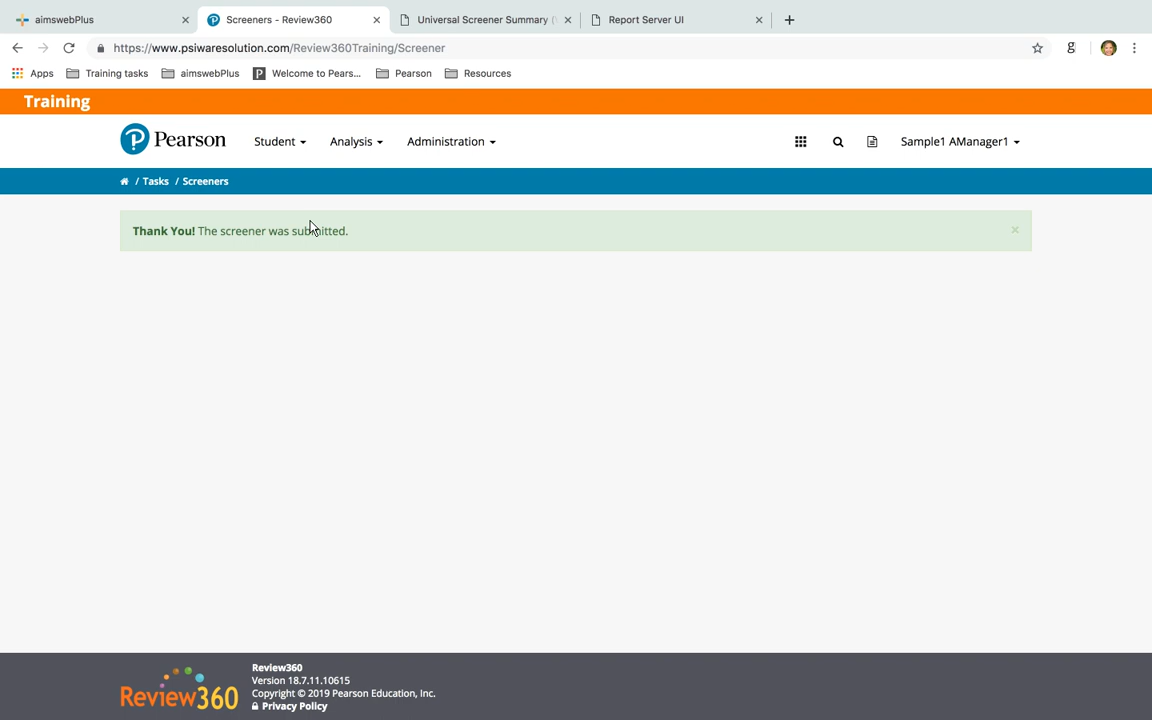 aimswebPlus
Screeners - Review360
Universal Screener Summary (
Report Server UI
https://www.psiwaresolution.com/Review360Training/Screener
Apps
Training tasks
aimswebPlus
Welcome to Pears...
Pearson
Resources
Training
Pearson
Student
Analysis
Administration
Sample1 AManager1
/ Tasks / Screeners
Thank You! The screener was submitted.
Review360
Review360
Version 18.7.11.10615
Copyright © 2019 Pearson Education, Inc.
Privacy Policy